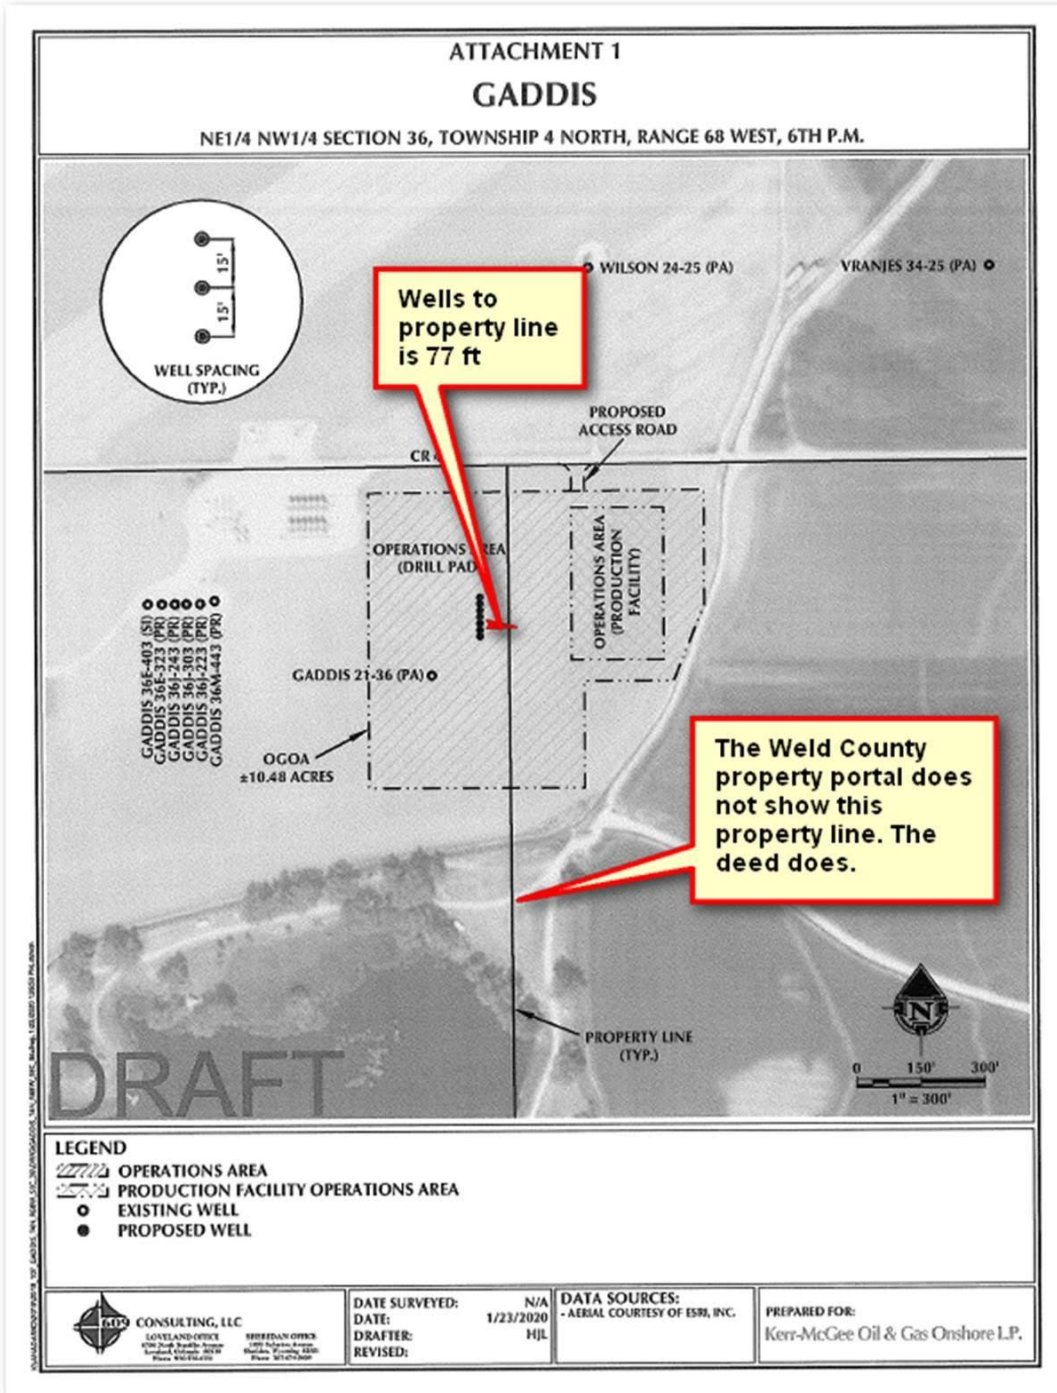 ATTACHMENT 1
GADDIS
NE1/4 NW1/4 SECTION 36, TOWNSHIP 4 NORTH, RANGE 68 WEST, 6TH P.M.
15'
15'
WELL SPACING
(TYP.)
WILSON 24-25 (PA)
VRANJES 34-25 (PA)
Wells to
property line
is 77 ft
PROPOSED
ACCESS ROAD
CR
OPERATIONS AREA
(DRILL PAD
OPERATIONS AREA
(PRODUCTION
FACILITY)
GADDIS 36E-403 (SI)
GADDIS 36E-323 (PR)
GADDIS 36J-243 (PR)
GADDIS 36J-303 (PR)
GADDIS 36J-223 (PR)
GADDIS 36M-443 (PR)
GADDIS 21-36 (PA)
OGOA
±10.48 ACRES
The Weld County
property portal does
not show this
property line. The
deed does.
PROPERTY LINE
(TYP.)
N
0 150' 300'
1" = 300'
DRAFT
LEGEND
OPERATIONS AREA
PRODUCTION FACILITY OPERATIONS AREA
EXISTING WELL
PROPOSED WELL
609 CONSULTING, LLC
LOVELAND OFFICE
SHERIDAN OFFICE
DATE SURVEYED: N/A
DATE: 1/23/2020
DRAFTER: HJL
REVISED:
DATA SOURCES:
- AERIAL COURTESY OF ESRI, INC.
PREPARED FOR:
Kerr-McGee Oil & Gas Onshore L.P.